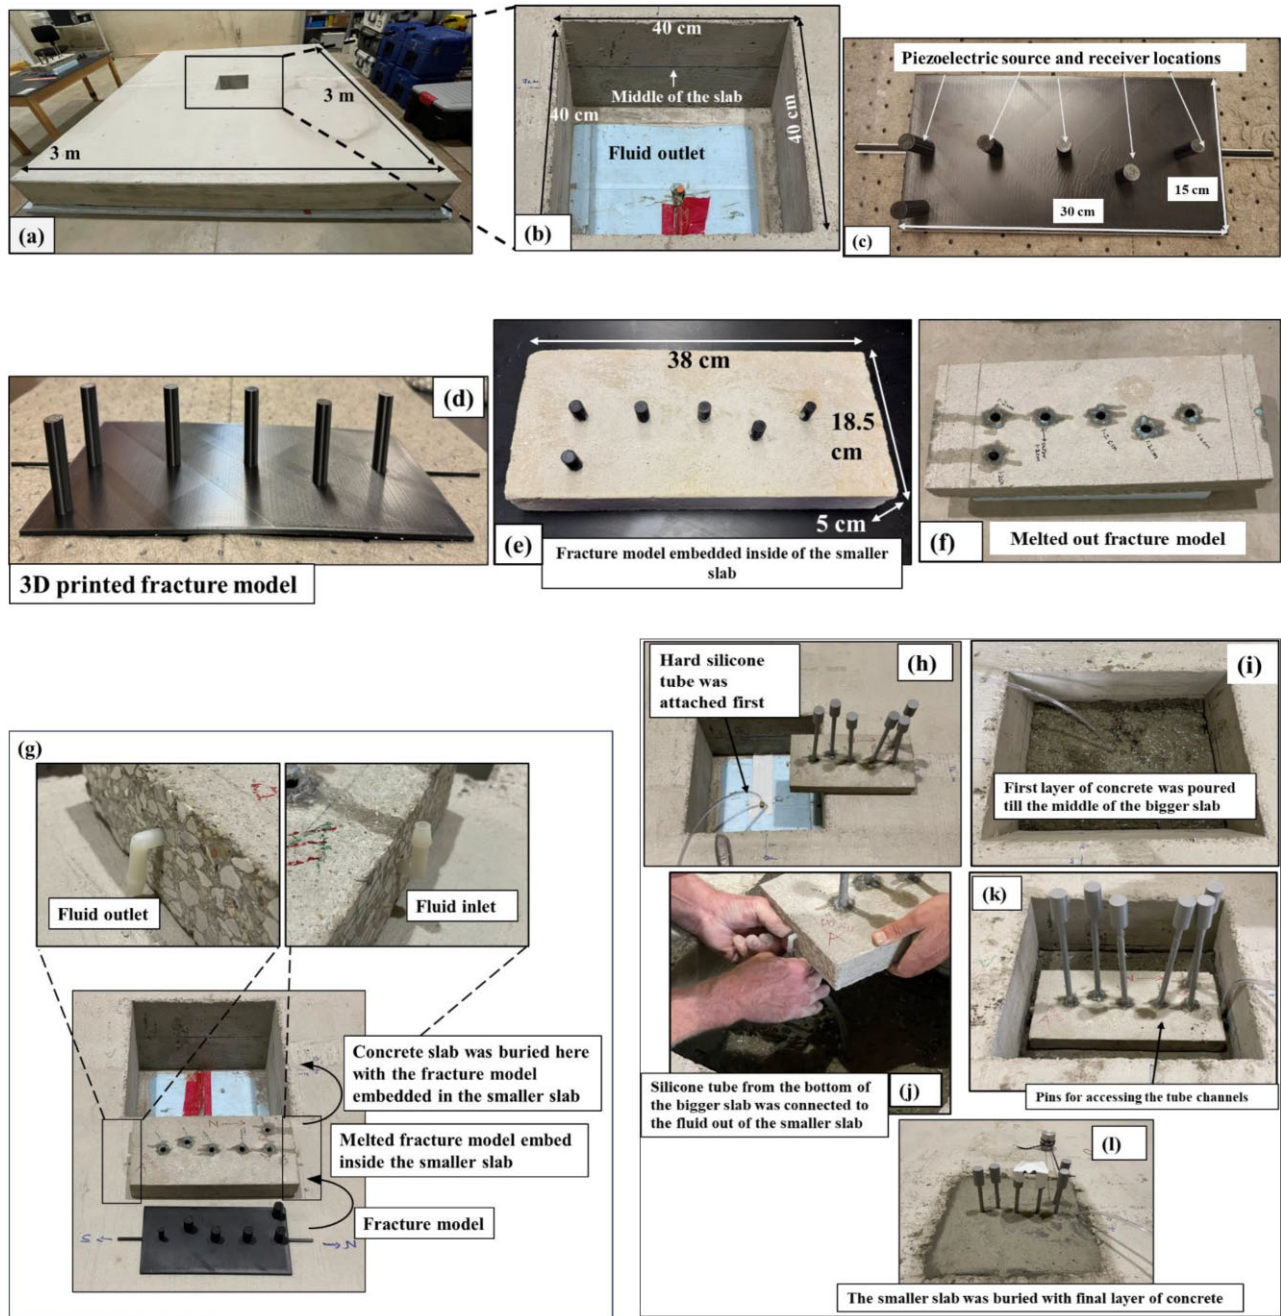 3 m
3 m
(a)
40 cm
Middle of the slab
40 cm
40 cm
Fluid outlet
(b)
Piezoelectric source and receiver locations
15 cm
30 cm
(c)
(d)
3D printed fracture model
38 cm
18.5
cm
5 cm
(e)
Fracture model embedded inside of the smaller
slab
(f)
Melted out fracture model
(g)
Fluid outlet
Fluid inlet
Concrete slab was buried here
with the fracture model
embedded in the smaller slab
Melted fracture model embed
inside the smaller slab
Fracture model
S
N
N
(h)
Hard silicone
tube was
attached first
(i)
First layer of concrete was poured
till the middle of the bigger slab
A
(j)
Silicone tube from the bottom of
the bigger slab was connected to
the fluid out of the smaller slab
(k)
Pins for accessing the tube channels
(l)
The smaller slab was buried with final layer of concrete